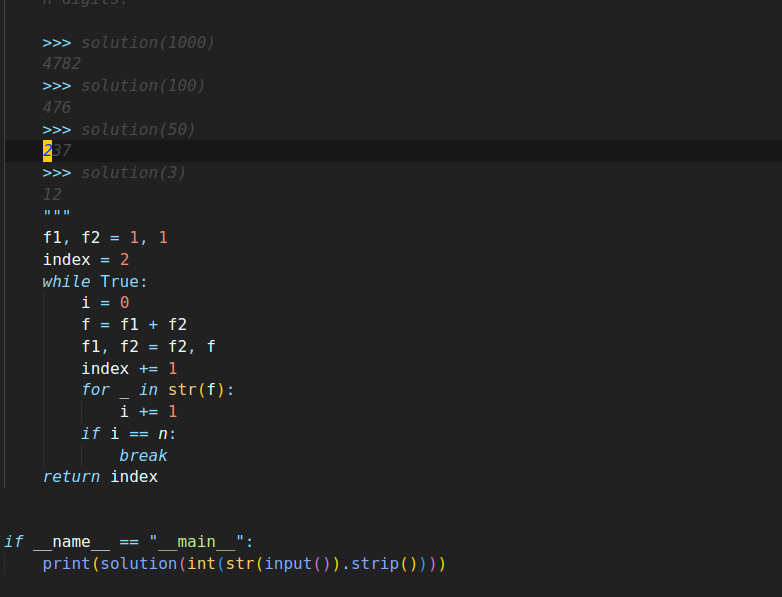 n digits.
>>> solution(1000)
4782
>>> solution(100)
476
>>> solution(50)
237
>>> solution(3)
12
"""
f1, f2 = 1, 1
index = 2
while True:
i = 0
f = f1 + f2
f1, f2 = f2, f
index += 1
for _ in str(f):
i += 1
if i == n:
break
return index
if __name__ == "__main__":
print(solution(int(str(input()).strip())))